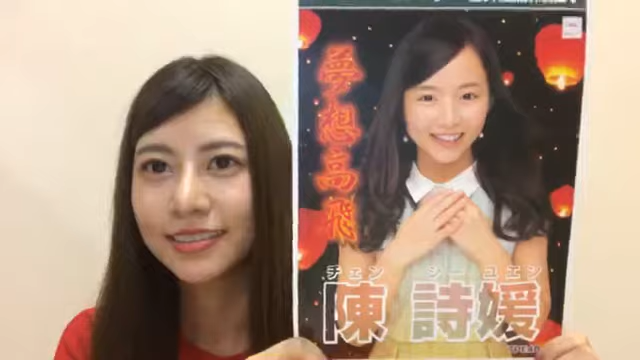 夢想高飛
チェン シー ユエン
陳 詩媛